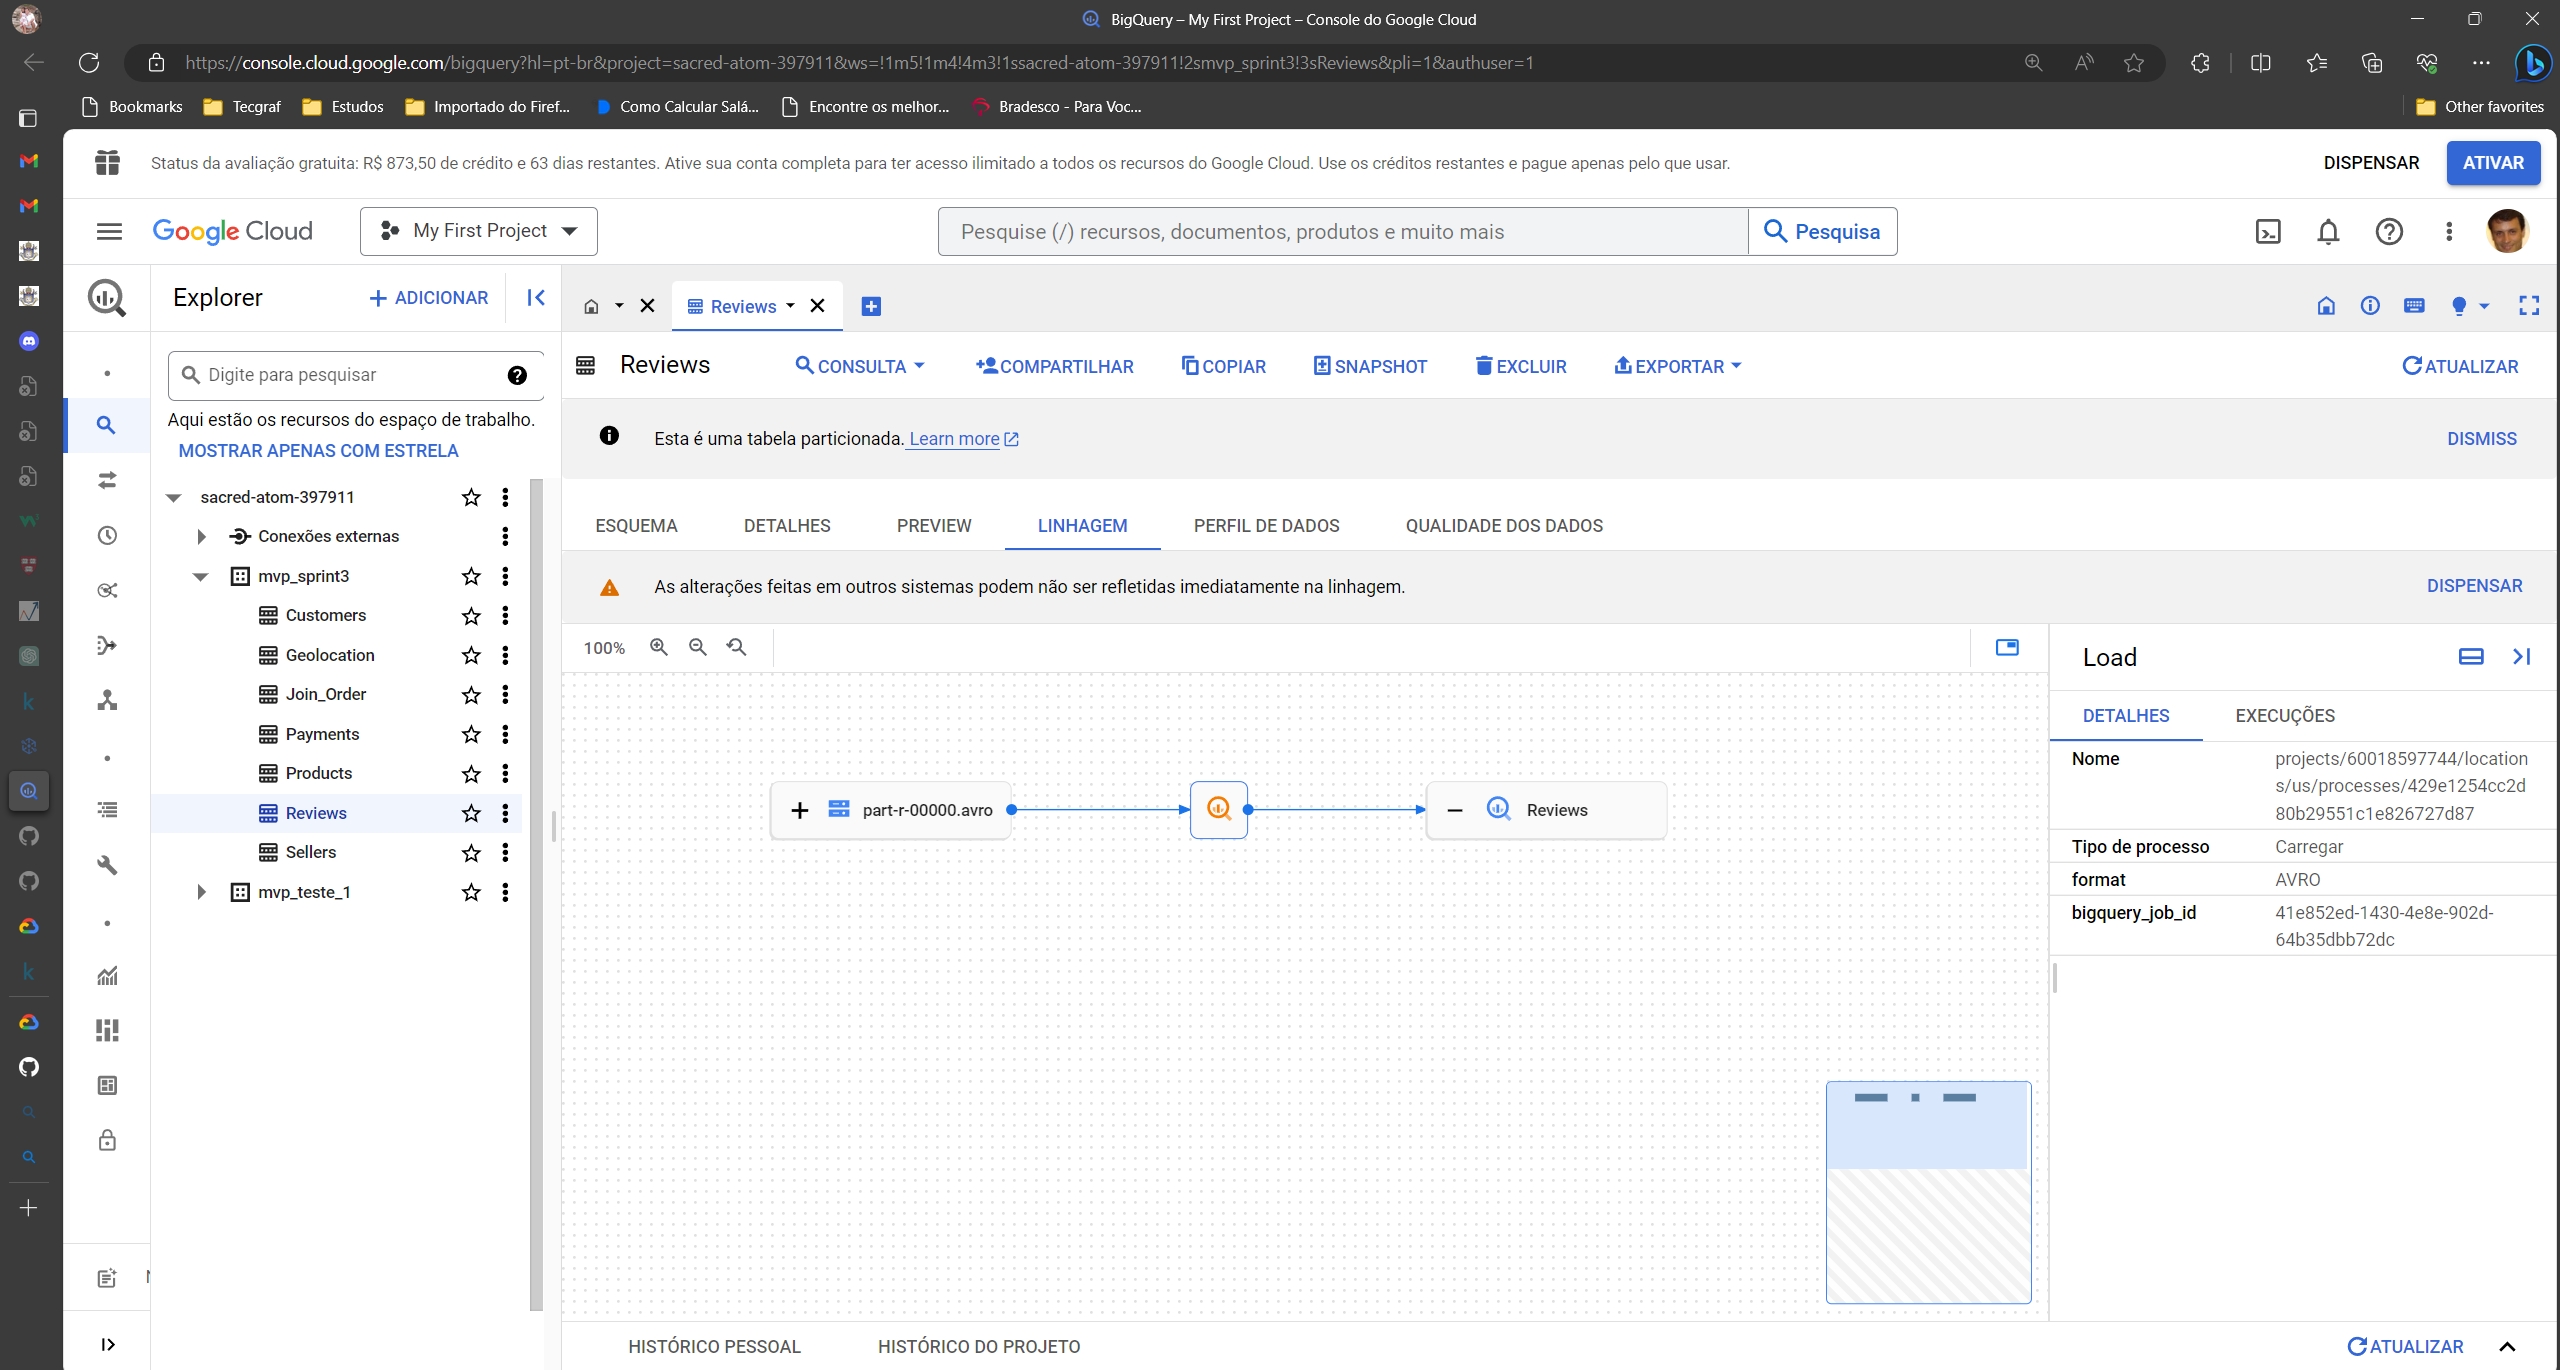 BigQuery – My First Project – Console do Google Cloud
https://console.cloud.google.com/bigquery?hl=pt-br&project=sacred-atom-397911&ws=!1m5!1m4!4m3!1ssacred-atom-397911!2smvp_sprint3!3sReviews&pli=1&authuser=1
Bookmarks Tecgraf Estudos Importado do Firef... Como Calcular Salá... Encontre os melhor... Bradesco - Para Voc... Other favorites
Status da avaliação gratuita: R$ 873,50 de crédito e 63 dias restantes. Ative sua conta completa para ter acesso ilimitado a todos os recursos do Google Cloud. Use os créditos restantes e pague apenas pelo que usar. DISPENSAR ATIVAR
Google Cloud My First Project Pesquise (/) recursos, documentos, produtos e muito mais Pesquisa
Explorer + ADICIONAR
Digite para pesquisar
Aqui estão os recursos do espaço de trabalho.
MOSTRAR APENAS COM ESTRELA
sacred-atom-397911
Conexões externas
mvp_sprint3
Customers
Geolocation
Join_Order
Payments
Products
Reviews
Sellers
mvp_teste_1
Reviews
Reviews CONSULTA COMPARTILHAR COPIAR SNAPSHOT EXCLUIR EXPORTAR ATUALIZAR
Esta é uma tabela particionada. Learn more DISMISS
ESQUEMA DETALHES PREVIEW LINHAGEM PERFIL DE DADOS QUALIDADE DOS DADOS
As alterações feitas em outros sistemas podem não ser refletidas imediatamente na linhagem. DISPENSAR
100%
part-r-00000.avro Reviews
Load
DETALHES EXECUÇÕES
Nome projects/60018597744/location
s/us/processes/429e1254cc2d
80b29551c1e826727d87
Tipo de processo Carregar
format AVRO
bigquery_job_id 41e852ed-1430-4e8e-902d-
64b35dbb72dc
HISTÓRICO PESSOAL HISTÓRICO DO PROJETO ATUALIZAR